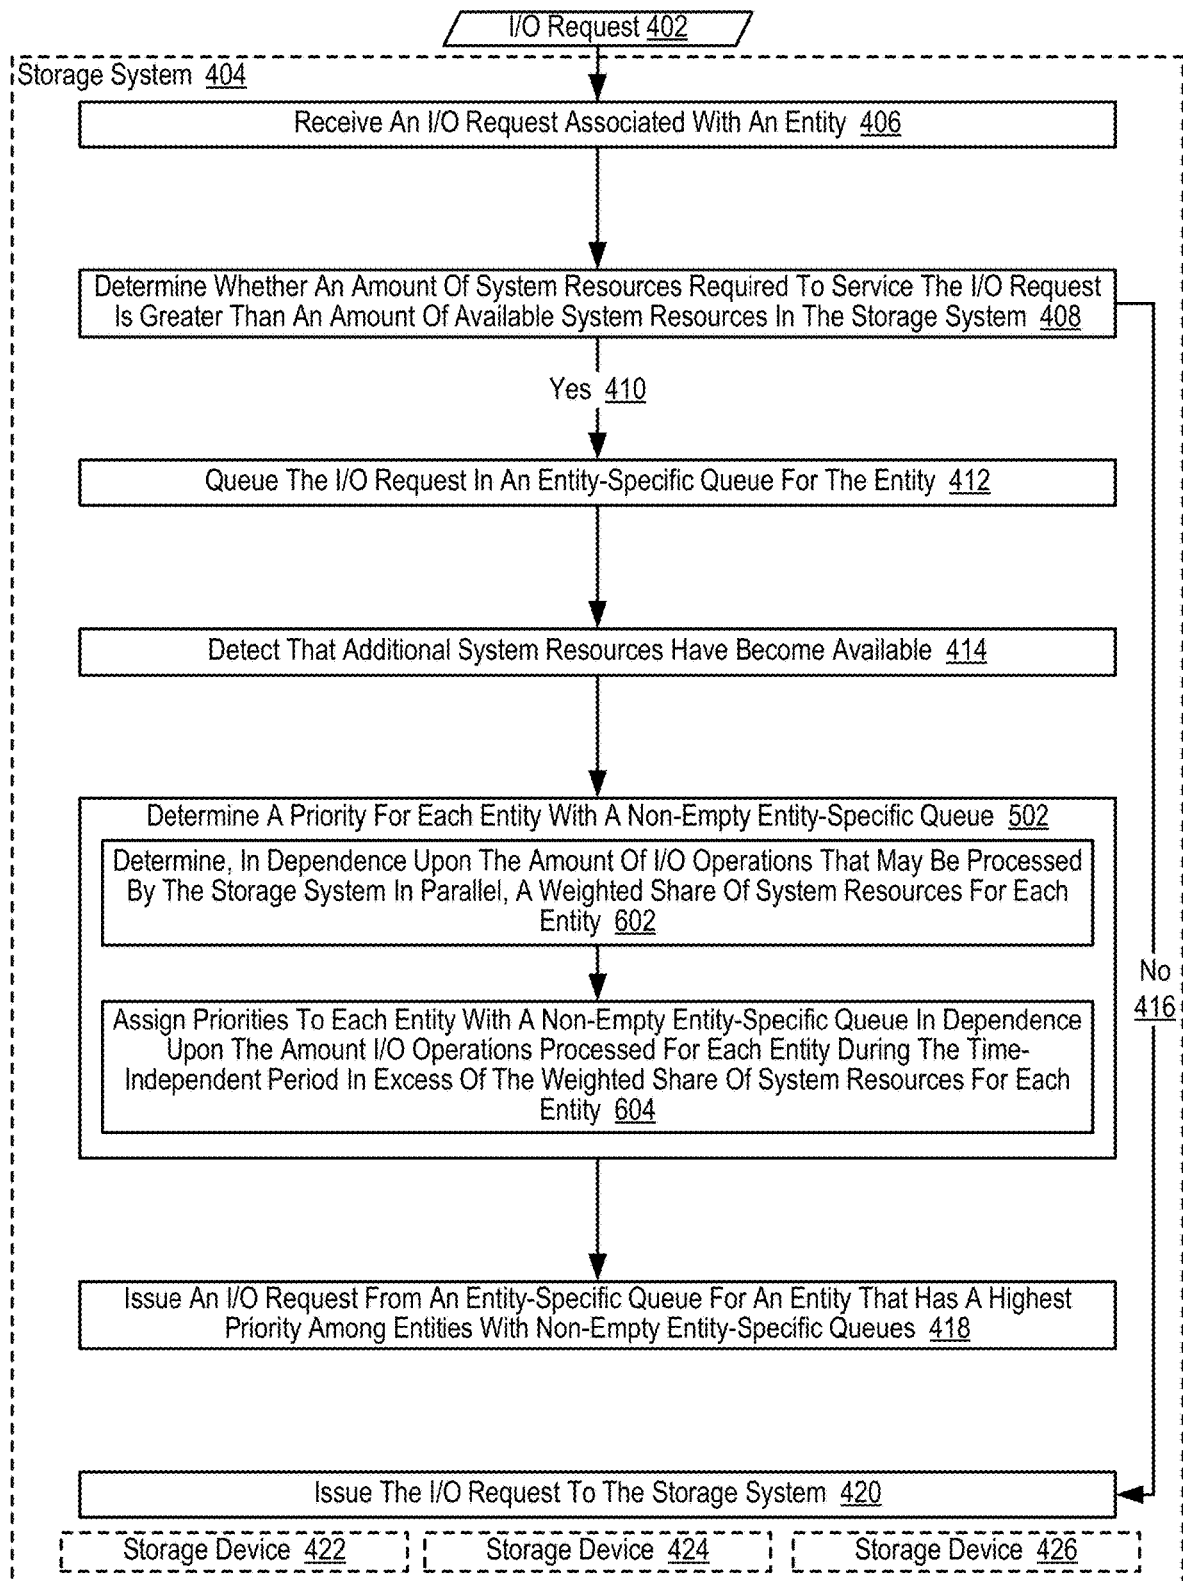 I/O Request 402
Storage System 404
Receive An I/O Request Associated With An Entity 406
Determine Whether An Amount Of System Resources Required To Service The I/O Request
Is Greater Than An Amount Of Available System Resources In The Storage System 408
Yes 410
Queue The I/O Request In An Entity-Specific Queue For The Entity 412
Detect That Additional System Resources Have Become Available 414
Determine A Priority For Each Entity With A Non-Empty Entity-Specific Queue 502
Determine, In Dependence Upon The Amount Of I/O Operations That May Be Processed
By The Storage System In Parallel, A Weighted Share Of System Resources For Each
Entity 602
No
416
Assign Priorities To Each Entity With A Non-Empty Entity-Specific Queue In Dependence
Upon The Amount I/O Operations Processed For Each Entity During The Time-
Independent Period In Excess Of The Weighted Share Of System Resources For Each
Entity 604
Issue An I/O Request From An Entity-Specific Queue For An Entity That Has A Highest
Priority Among Entities With Non-Empty Entity-Specific Queues 418
Issue The I/O Request To The Storage System 420
Storage Device 422
Storage Device 424
Storage Device 426